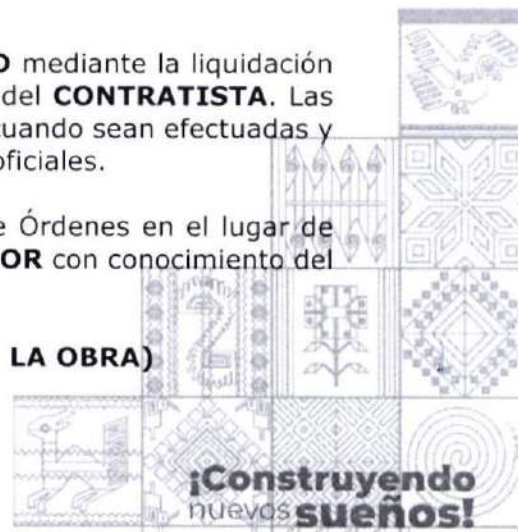 O mediante la liquidación
del CONTRATISTA. Las
cuando sean efectuadas y
oficiales.
e Órdenes en el lugar de
OR con conocimiento del
LA OBRA)
¡Construyendo
nuevos sueños!